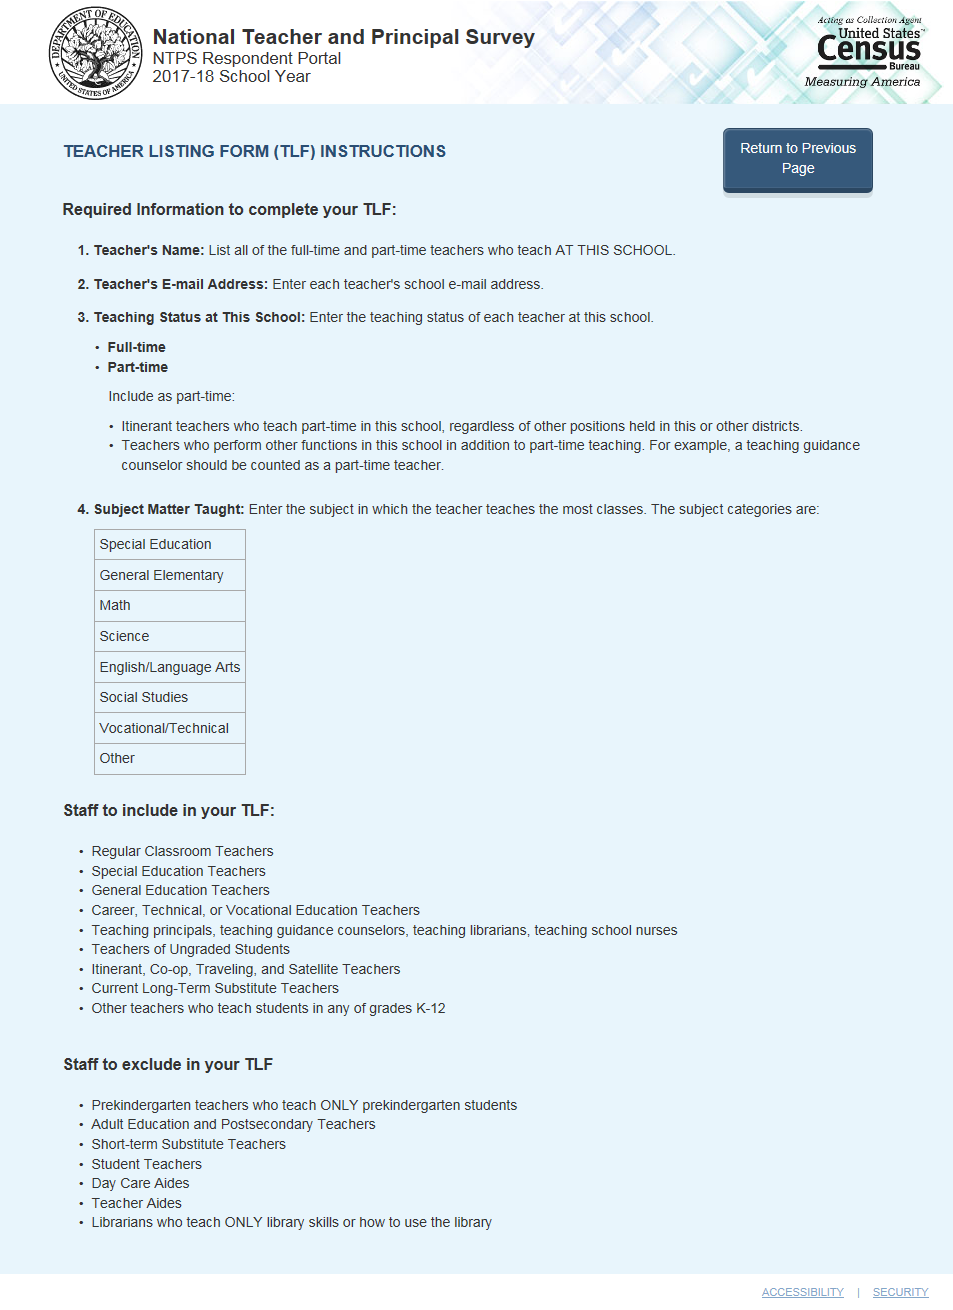 DEPARTMENT OF EDUCATION
UNITED STATES OF AMERICA
National Teacher and Principal Survey
NTPS Respondent Portal
2017-18 School Year
Acting as Collection Agent
United States™
Census
Bureau
Measuring America
TEACHER LISTING FORM (TLF) INSTRUCTIONS
Return to Previous
Page
Required Information to complete your TLF:
1. Teacher's Name: List all of the full-time and part-time teachers who teach AT THIS SCHOOL.
2. Teacher's E-mail Address: Enter each teacher's school e-mail address.
3. Teaching Status at This School: Enter the teaching status of each teacher at this school.
• Full-time
• Part-time
Include as part-time:
• Itinerant teachers who teach part-time in this school, regardless of other positions held in this or other districts.
• Teachers who perform other functions in this school in addition to part-time teaching. For example, a teaching guidance
counselor should be counted as a part-time teacher.
4. Subject Matter Taught: Enter the subject in which the teacher teaches the most classes. The subject categories are:
Special Education
General Elementary
Math
Science
English/Language Arts
Social Studies
Vocational/Technical
Other
Staff to include in your TLF:
• Regular Classroom Teachers
• Special Education Teachers
• General Education Teachers
• Career, Technical, or Vocational Education Teachers
• Teaching principals, teaching guidance counselors, teaching librarians, teaching school nurses
• Teachers of Ungraded Students
• Itinerant, Co-op, Traveling, and Satellite Teachers
• Current Long-Term Substitute Teachers
• Other teachers who teach students in any of grades K-12
Staff to exclude in your TLF
• Prekindergarten teachers who teach ONLY prekindergarten students
• Adult Education and Postsecondary Teachers
• Short-term Substitute Teachers
• Student Teachers
• Day Care Aides
• Teacher Aides
• Librarians who teach ONLY library skills or how to use the library
ACCESSIBILITY | SECURITY